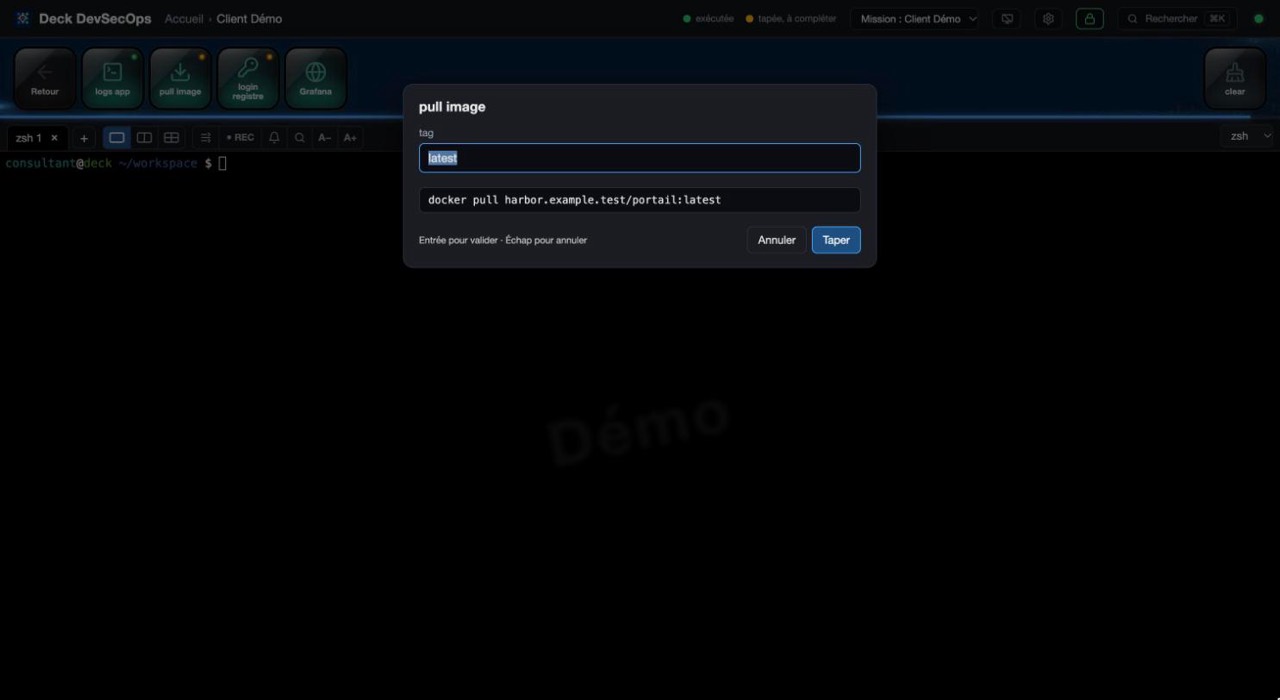 Deck DevSecOps Accueil › Client Démo
exécutée tapée, à compléter Mission : Client Démo Rechercher ⌘K
Retour
logs app
pull image
login registre
Grafana
clear
zsh 1 × + • REC A− A+ zsh
consultant@deck ~/workspace $
pull image
tag
latest
docker pull harbor.example.test/portail:latest
Entrée pour valider · Échap pour annuler Annuler Taper
Démo